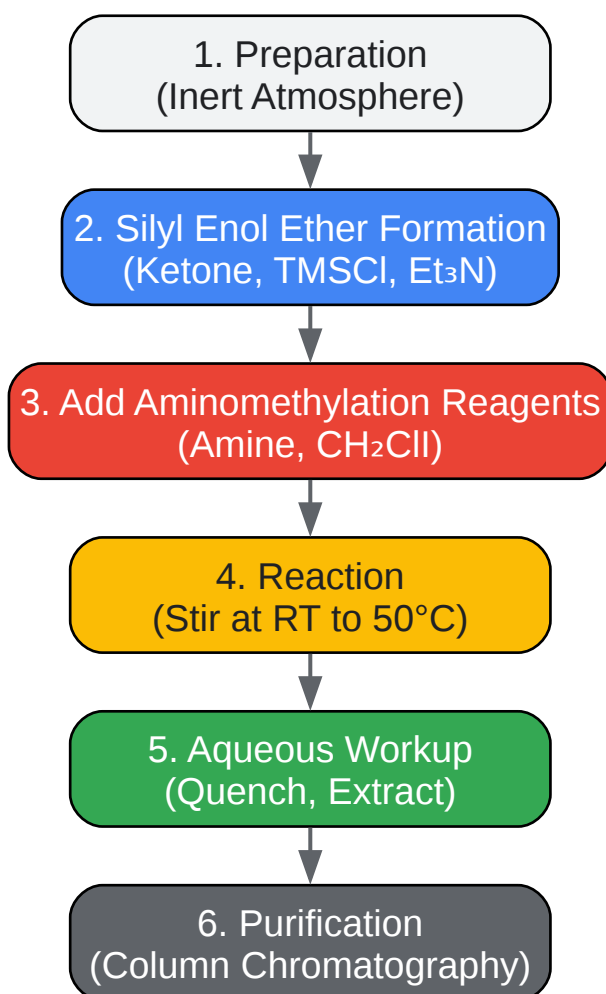 1. Preparation
(Inert Atmosphere)
2. Silyl Enol Ether Formation
(Ketone, TMSCl, Et₃N)
3. Add Aminomethylation Reagents
(Amine, CH₂ClI)
4. Reaction
(Stir at RT to 50°C)
5. Aqueous Workup
(Quench, Extract)
6. Purification
(Column Chromatography)